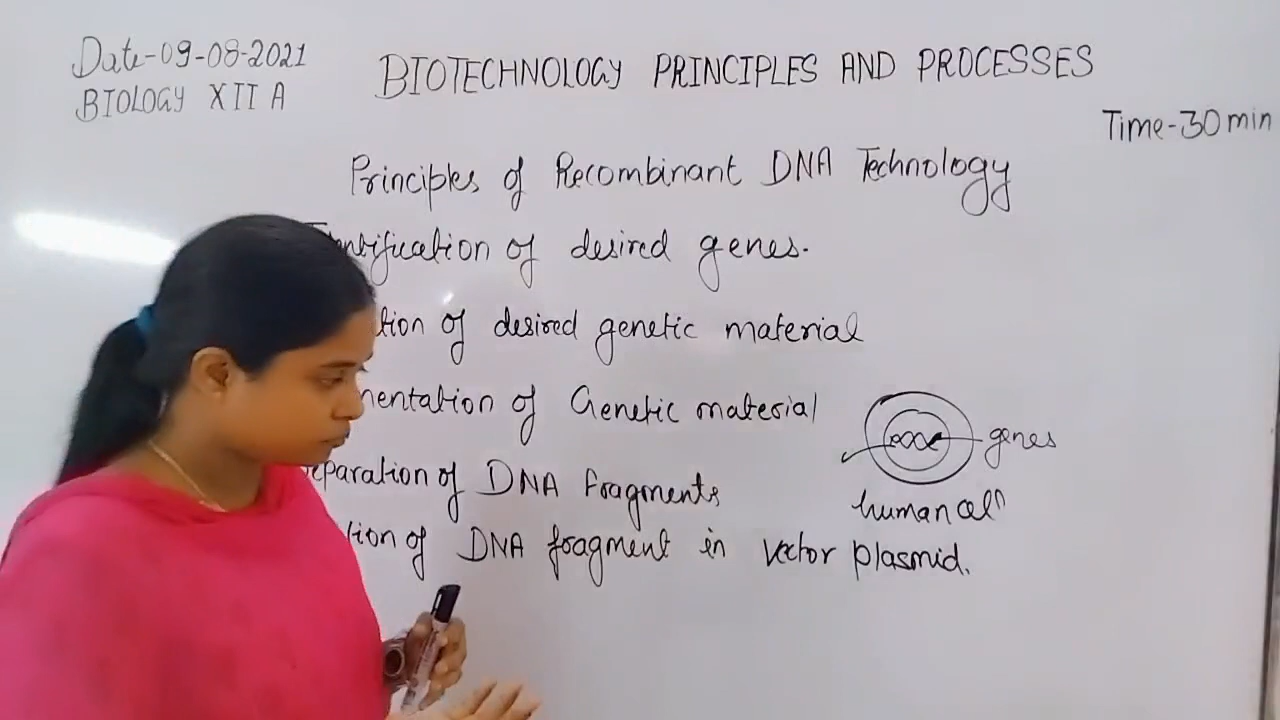 Date-09-08-2021
BIOLOGY XII A
BIOTECHNOLOGY PRINCIPLES AND PROCESSES
Time-30 min
Principles of Recombinant DNA Technology
of desired genes.
of desired genetic material
of Genetic material
of DNA Fragments
of DNA fragment in vector plasmid.
genes
human cell